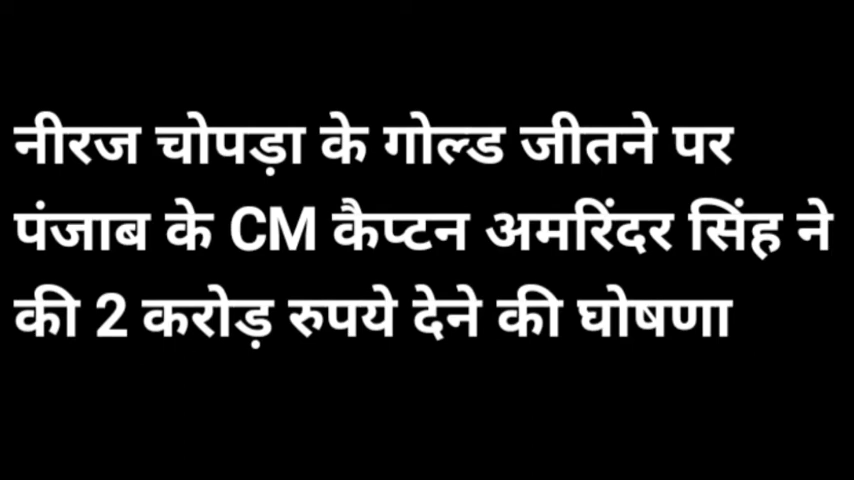 नीरज चोपड़ा के गोल्ड जीतने पर
पंजाब के CM कैप्टन अमरिंदर सिंह ने
की 2 करोड़ रुपये देने की घोषणा